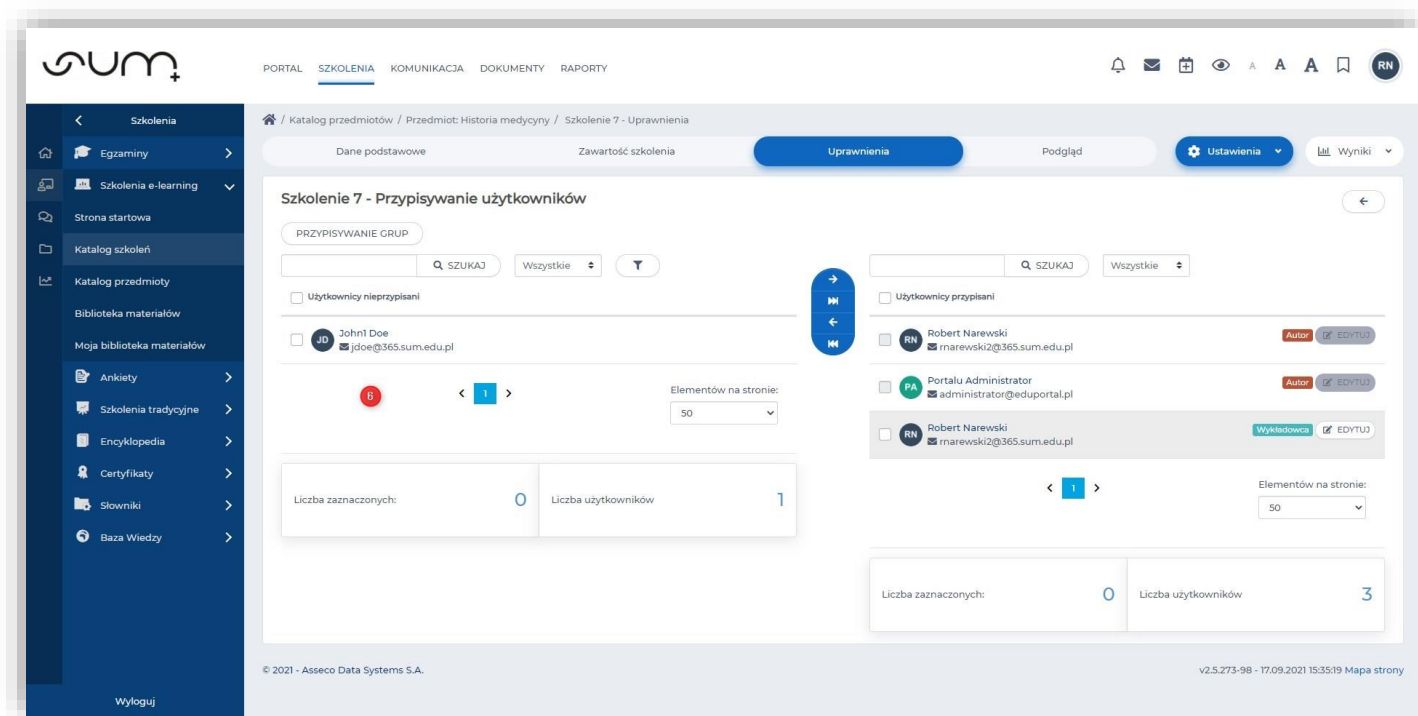 sum+
PORTAL SZKOLENIA KOMUNIKACJA DOKUMENTY RAPORTY
A A A RN
Szkolenia
Egzaminy
Szkolenia e-learning
Strona startowa
Katalog szkoleń
Katalog przedmioty
Biblioteka materiałów
Moja biblioteka materiałów
Ankiety
Szkolenia tradycyjne
Encyklopedia
Certyfikaty
Słowniki
Baza Wiedzy
Wyloguj
/ Katalog przedmiotów / Przedmiot: Historia medycyny / Szkolenie 7 - Uprawnienia
Dane podstawowe Zawartość szkolenia Uprawnienia Podgląd Ustawienia Wyniki
Szkolenie 7 - Przypisywanie użytkowników
PRZYPISYWANIE GRUP
SZUKAJ Wszystkie
Użytkownicy nieprzypisani
JD John1 Doe
jdoe@365.sum.edu.pl
6 1 Elementów na stronie:
50
Liczba zaznaczonych: 0 Liczba użytkowników 1
SZUKAJ Wszystkie
Użytkownicy przypisani
RN Robert Narewski Autor EDYTUJ
rnarewski2@365.sum.edu.pl
PA Portalu Administrator Autor EDYTUJ
administrator@eduportal.pl
RN Robert Narewski Wykładowca EDYTUJ
rnarewski2@365.sum.edu.pl
1 Elementów na stronie:
50
Liczba zaznaczonych: 0 Liczba użytkowników 3
© 2021 - Asseco Data Systems S.A. v2.5.273-98 - 17.09.2021 15:35:19 Mapa strony